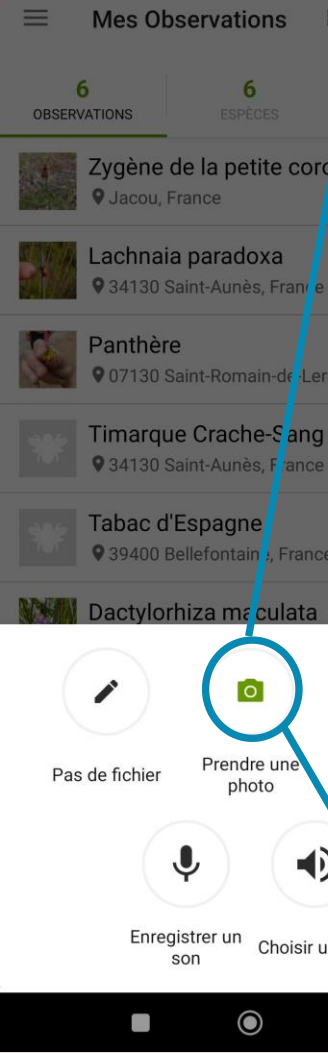 Mes Observations
6
6
OBSERVATIONS
ESPÈCES
Zygène de la petite
Jacou, France
Lachnaia paradoxa
34130 Saint-Aunès, France
Panthère
07130 Saint-Romain-de-Ler
Timarque Crache-Sang
34130 Saint-Aunès, France
Tabac d'Espagne
39400 Bellefontaine, France
Dactylorhiza maculata
Pas de fichier
Prendre une
photo
Enregistrer un
son
Choisir u